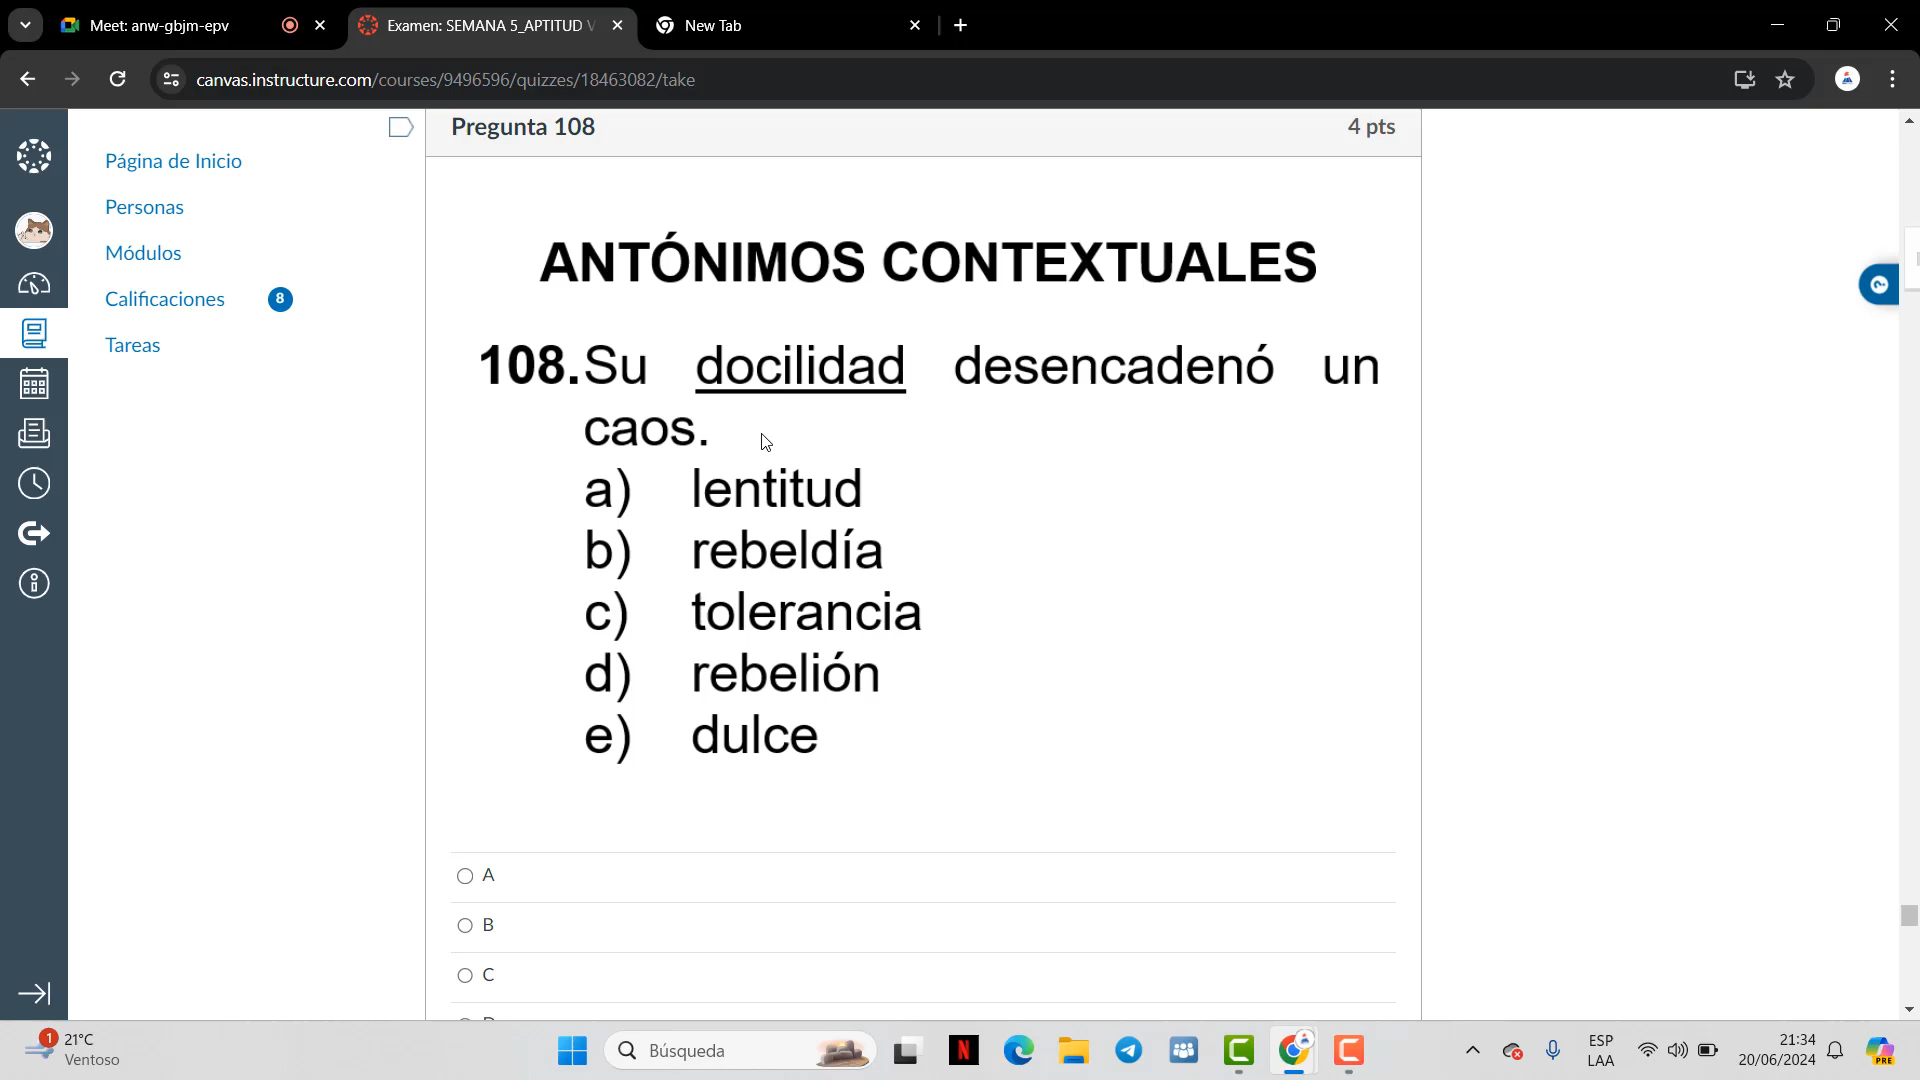 Meet: anw-gbjm-epv
Examen: SEMANA 5_APTITUD V
New Tab
canvas.instructure.com/courses/9496596/quizzes/18463082/take
Página de Inicio
Personas
Módulos
Calificaciones 8
Tareas
Pregunta 108 4 pts
ANTÓNIMOS CONTEXTUALES
108. Su docilidad desencadenó un
caos.
a) lentitud
b) rebeldía
c) tolerancia
d) rebelión
e) dulce
A
B
C
1 21°C
Ventoso
Búsqueda
N
ESP
LAA
21:34
20/06/2024
PRE